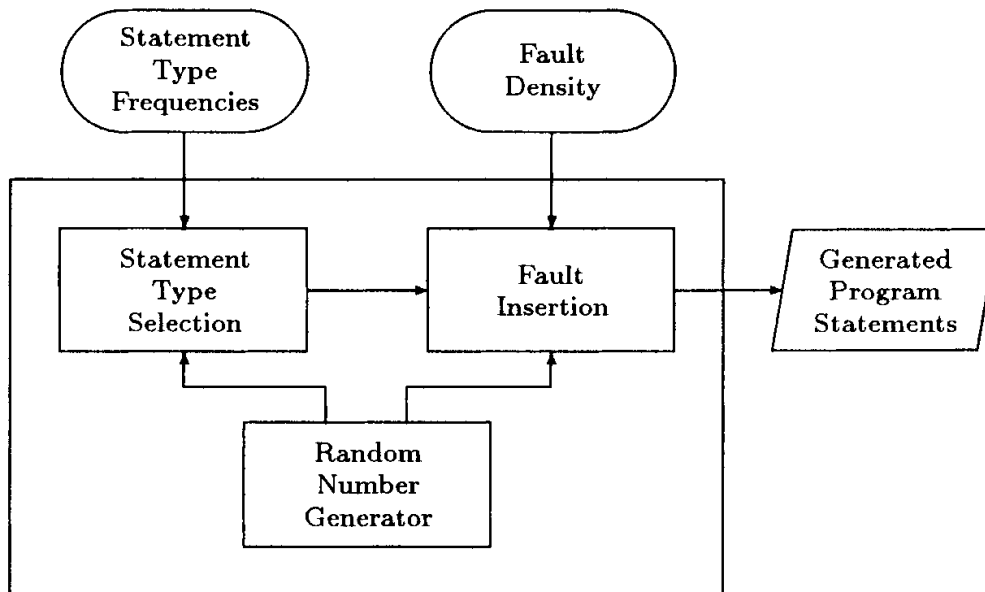 Statement
Type
Frequencies
Fault
Density
Statement
Type
Selection
Fault
Insertion
Generated
Program
Statements
Random
Number
Generator